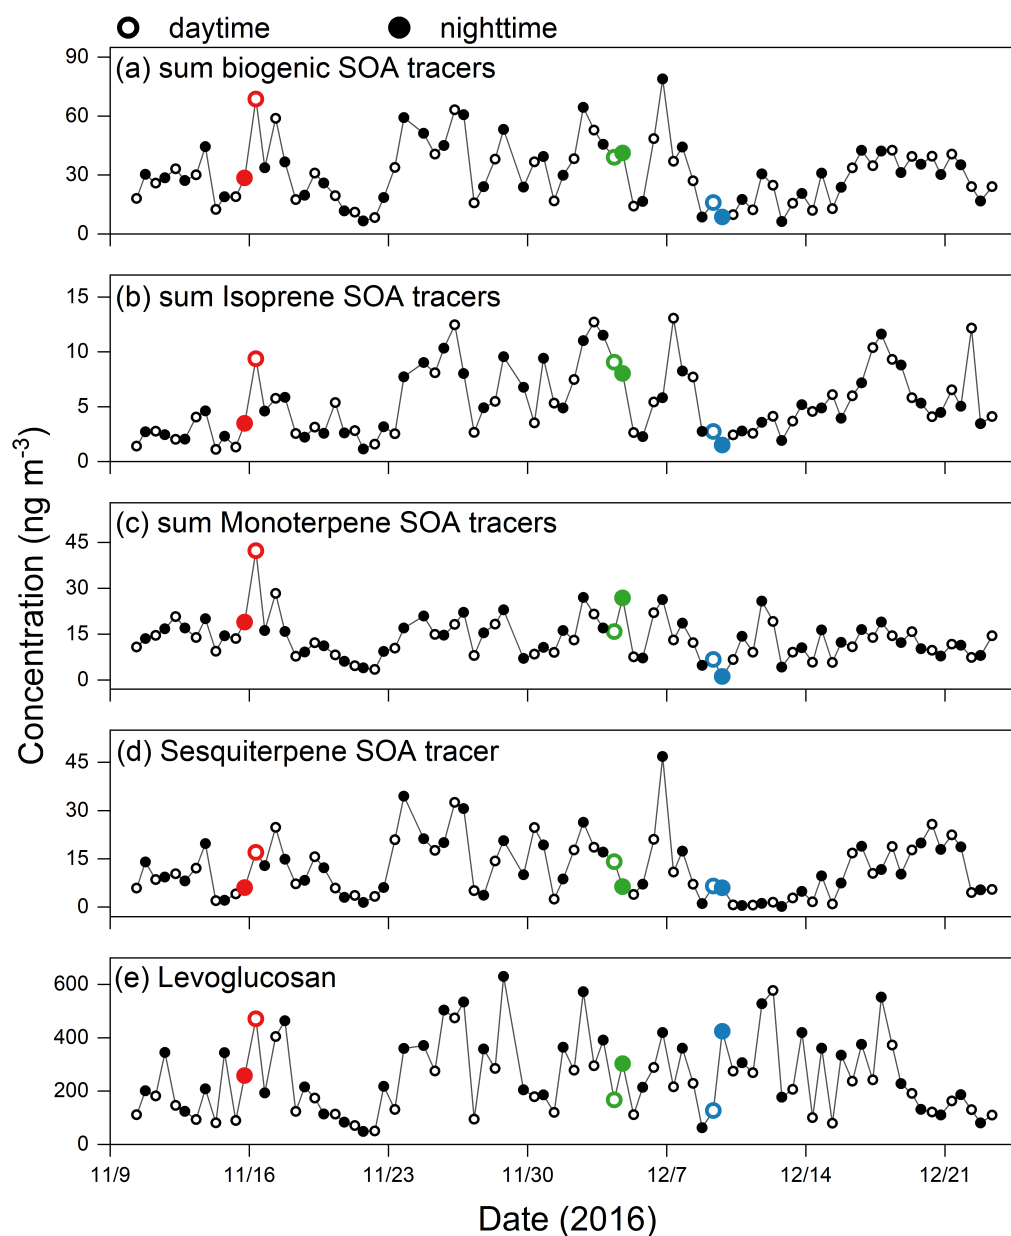 daytime nighttime
(a) sum biogenic SOA tracers
90
60
30
0
(b) sum Isoprene SOA tracers
15
10
5
0
(c) sum Monoterpene SOA tracers
45
30
15
0
(d) Sesquiterpene SOA tracer
45
30
15
0
(e) Levoglucosan
600
400
200
0
Concentration (ng m⁻³)
11/9 11/16 11/23 11/30 12/7 12/14 12/21
Date (2016)